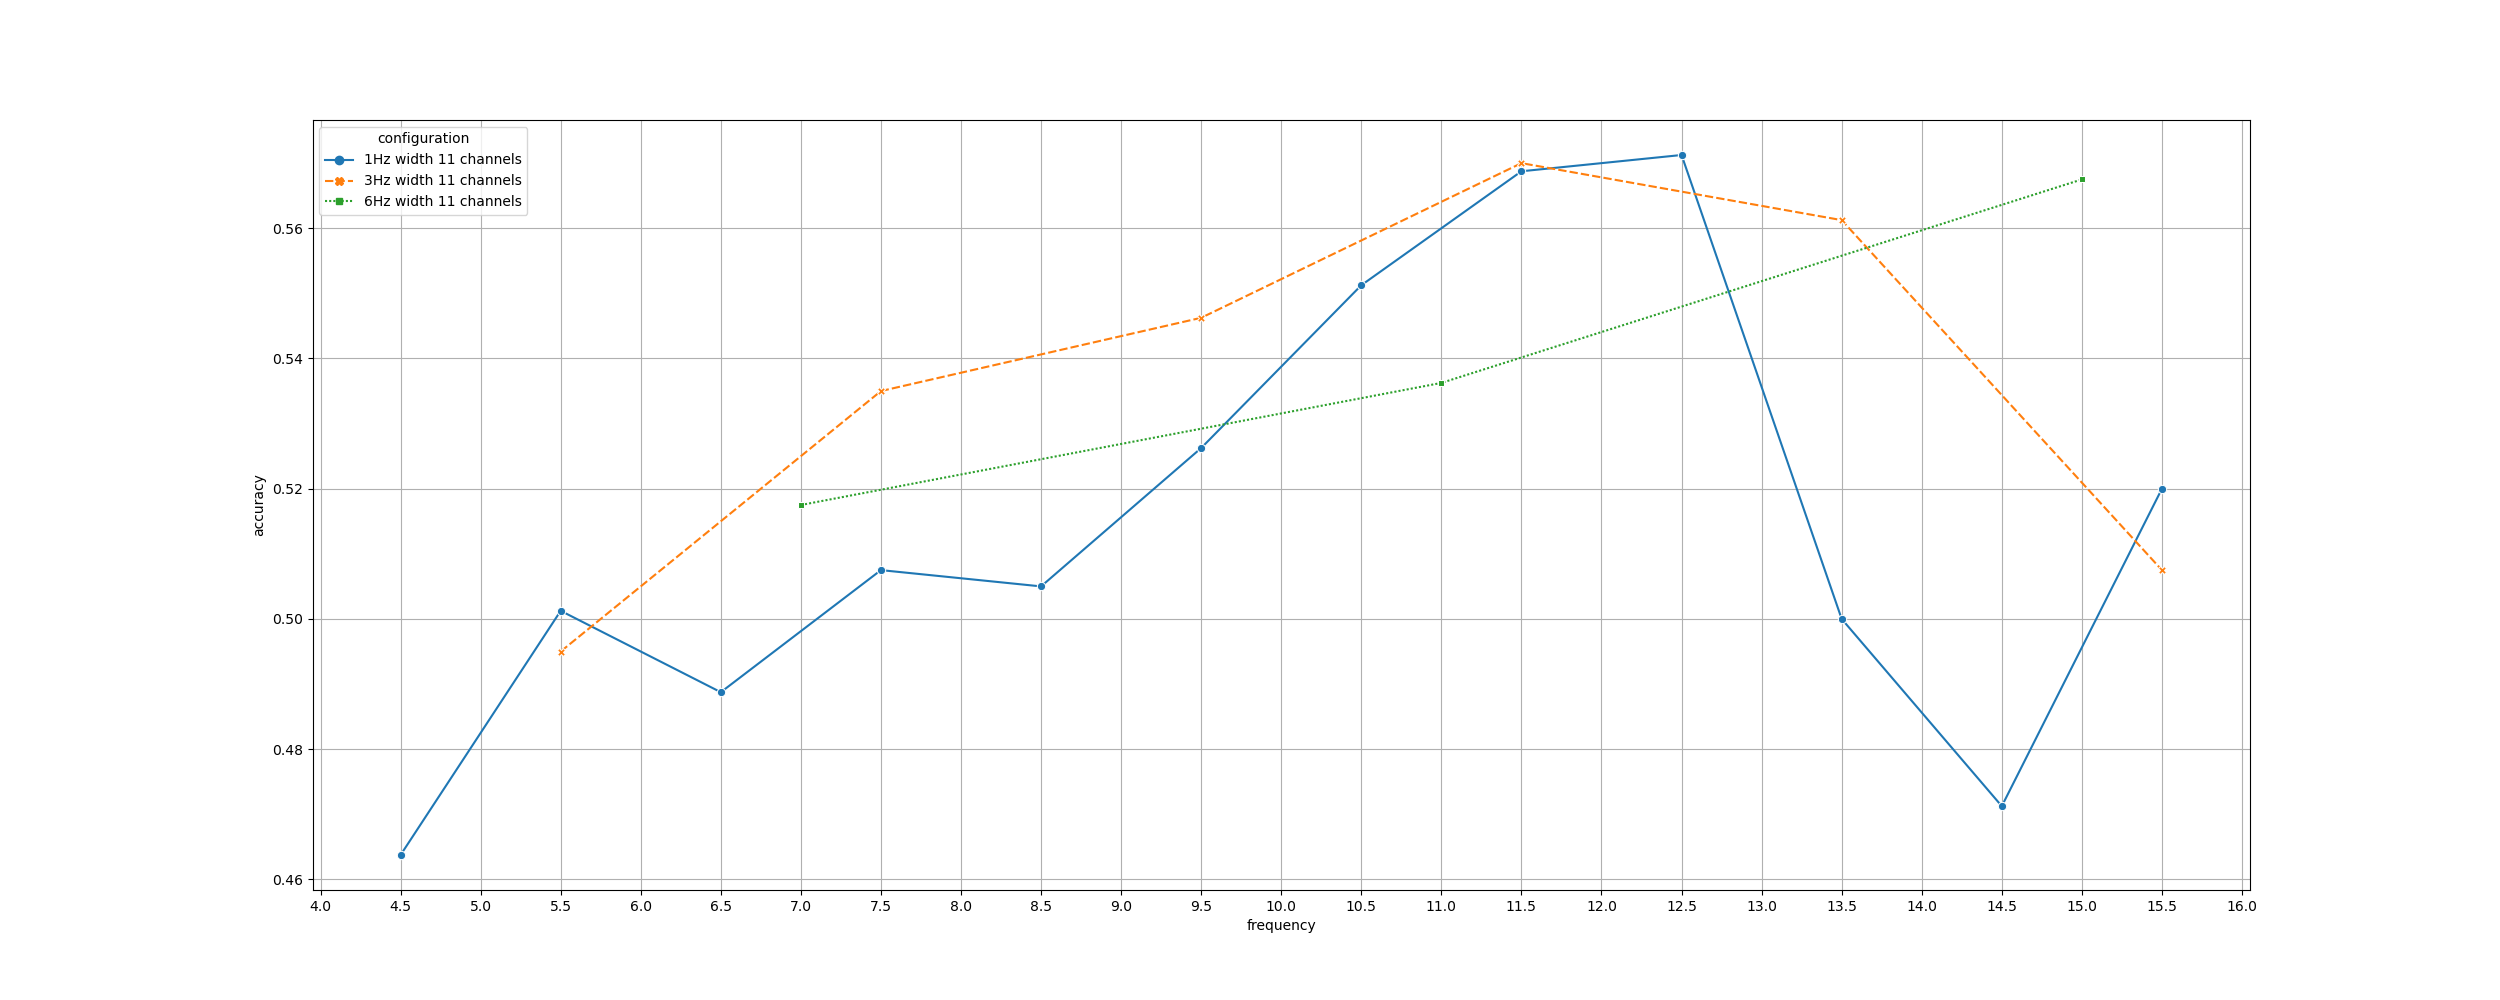 configuration
1Hz width 11 channels
3Hz width 11 channels
6Hz width 11 channels
accuracy
0.56
0.54
0.52
0.50
0.48
0.46
4.0 4.5 5.0 5.5 6.0 6.5 7.0 7.5 8.0 8.5 9.0 9.5 10.0 10.5 11.0 11.5 12.0 12.5 13.0 13.5 14.0 14.5 15.0 15.5 16.0
frequency